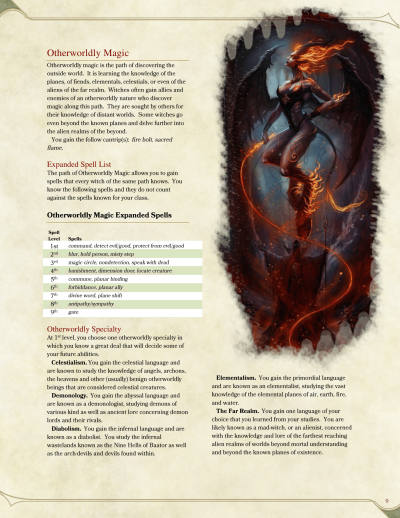 Otherworldly Magic
Otherworldly magic is the path of discovering the
outside world. It is learning the knowledge of the
planes, of fiends, elementals, celestials, or even of the
aliens of the far realm. Witches often gain allies and
enemies of an otherworldly nature who discover
magic along this path. They are sought by others for
their knowledge of distant worlds. Some witches go
even beyond the known planes and delve further into
the alien realms of the beyond.
You gain the follow cantrip(s): fire bolt, sacred
flame.
Expanded Spell List
The path of Otherworldly Magic allows you to gain
spells that every witch of the same path knows. You
know the following spells and they do not count
against the spells known for your class.
Otherworldly Magic Expanded Spells
Spell
Level Spells
1st command, detect evil/good, protect from evil/good
2nd blur, hold person, misty step
3rd magic circle, nondetection, speak with dead
4th banishment, dimension door, locate creature
5th commune, planar binding
6th forbiddance, planar ally
7th divine word, plane shift
8th antipathy/sympathy
9th gate
Otherworldly Specialty
At 1st level, you choose one otherworldly specialty in
which you know a great deal that will decide some of
your future abilities.
Celestialism. You gain the celestial language and
are known to study the knowledge of angels, archons,
the heavens and other (usually) benign otherworldly
beings that are considered celestial creatures.
Demonology. You gain the abyssal language and
are known as a demonologist, studying demons of
various kind as well as ancient lore concerning demon
lords and their rivals.
Diabolism. You gain the infernal language and are
known as a diabolist. You study the infernal
wastelands known as the Nine Hells of Baator as well
as the arch-devils and devils found within.
Elementalism. You gain the primordial language
and are known as an elementalist, studying the vast
knowledge of the elemental planes of air, earth, fire,
and water.
The Far Realm. You gain one language of your
choice that you learned from your studies. You are
likely known as a mad-witch, or an alienist, concerned
with the knowledge and lore of the farthest reaching
alien realms of worlds beyond mortal understanding
and beyond the known planes of existence.
9